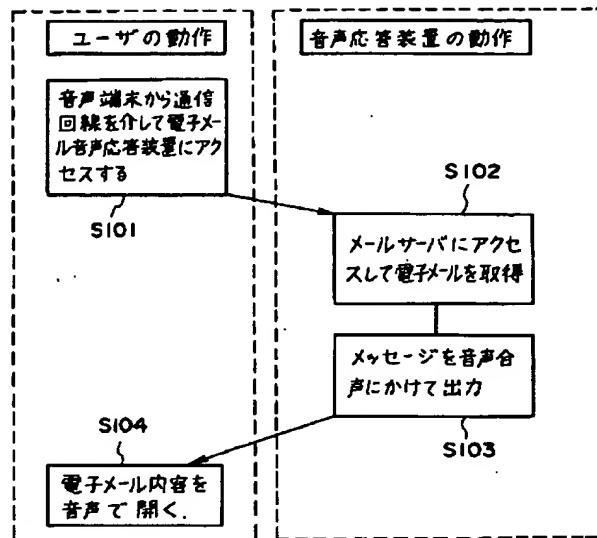 ユーザの動作
音声応答装置の動作
音声端末から通信
回線を介して電子メー
ル音声応答装置にアク
セスする
S101
S102
メールサーバにアクセ
スして電子メールを取得
メッセージを音声合
声にかけて出力
S103
S104
電子メール内容を
音声で開く.